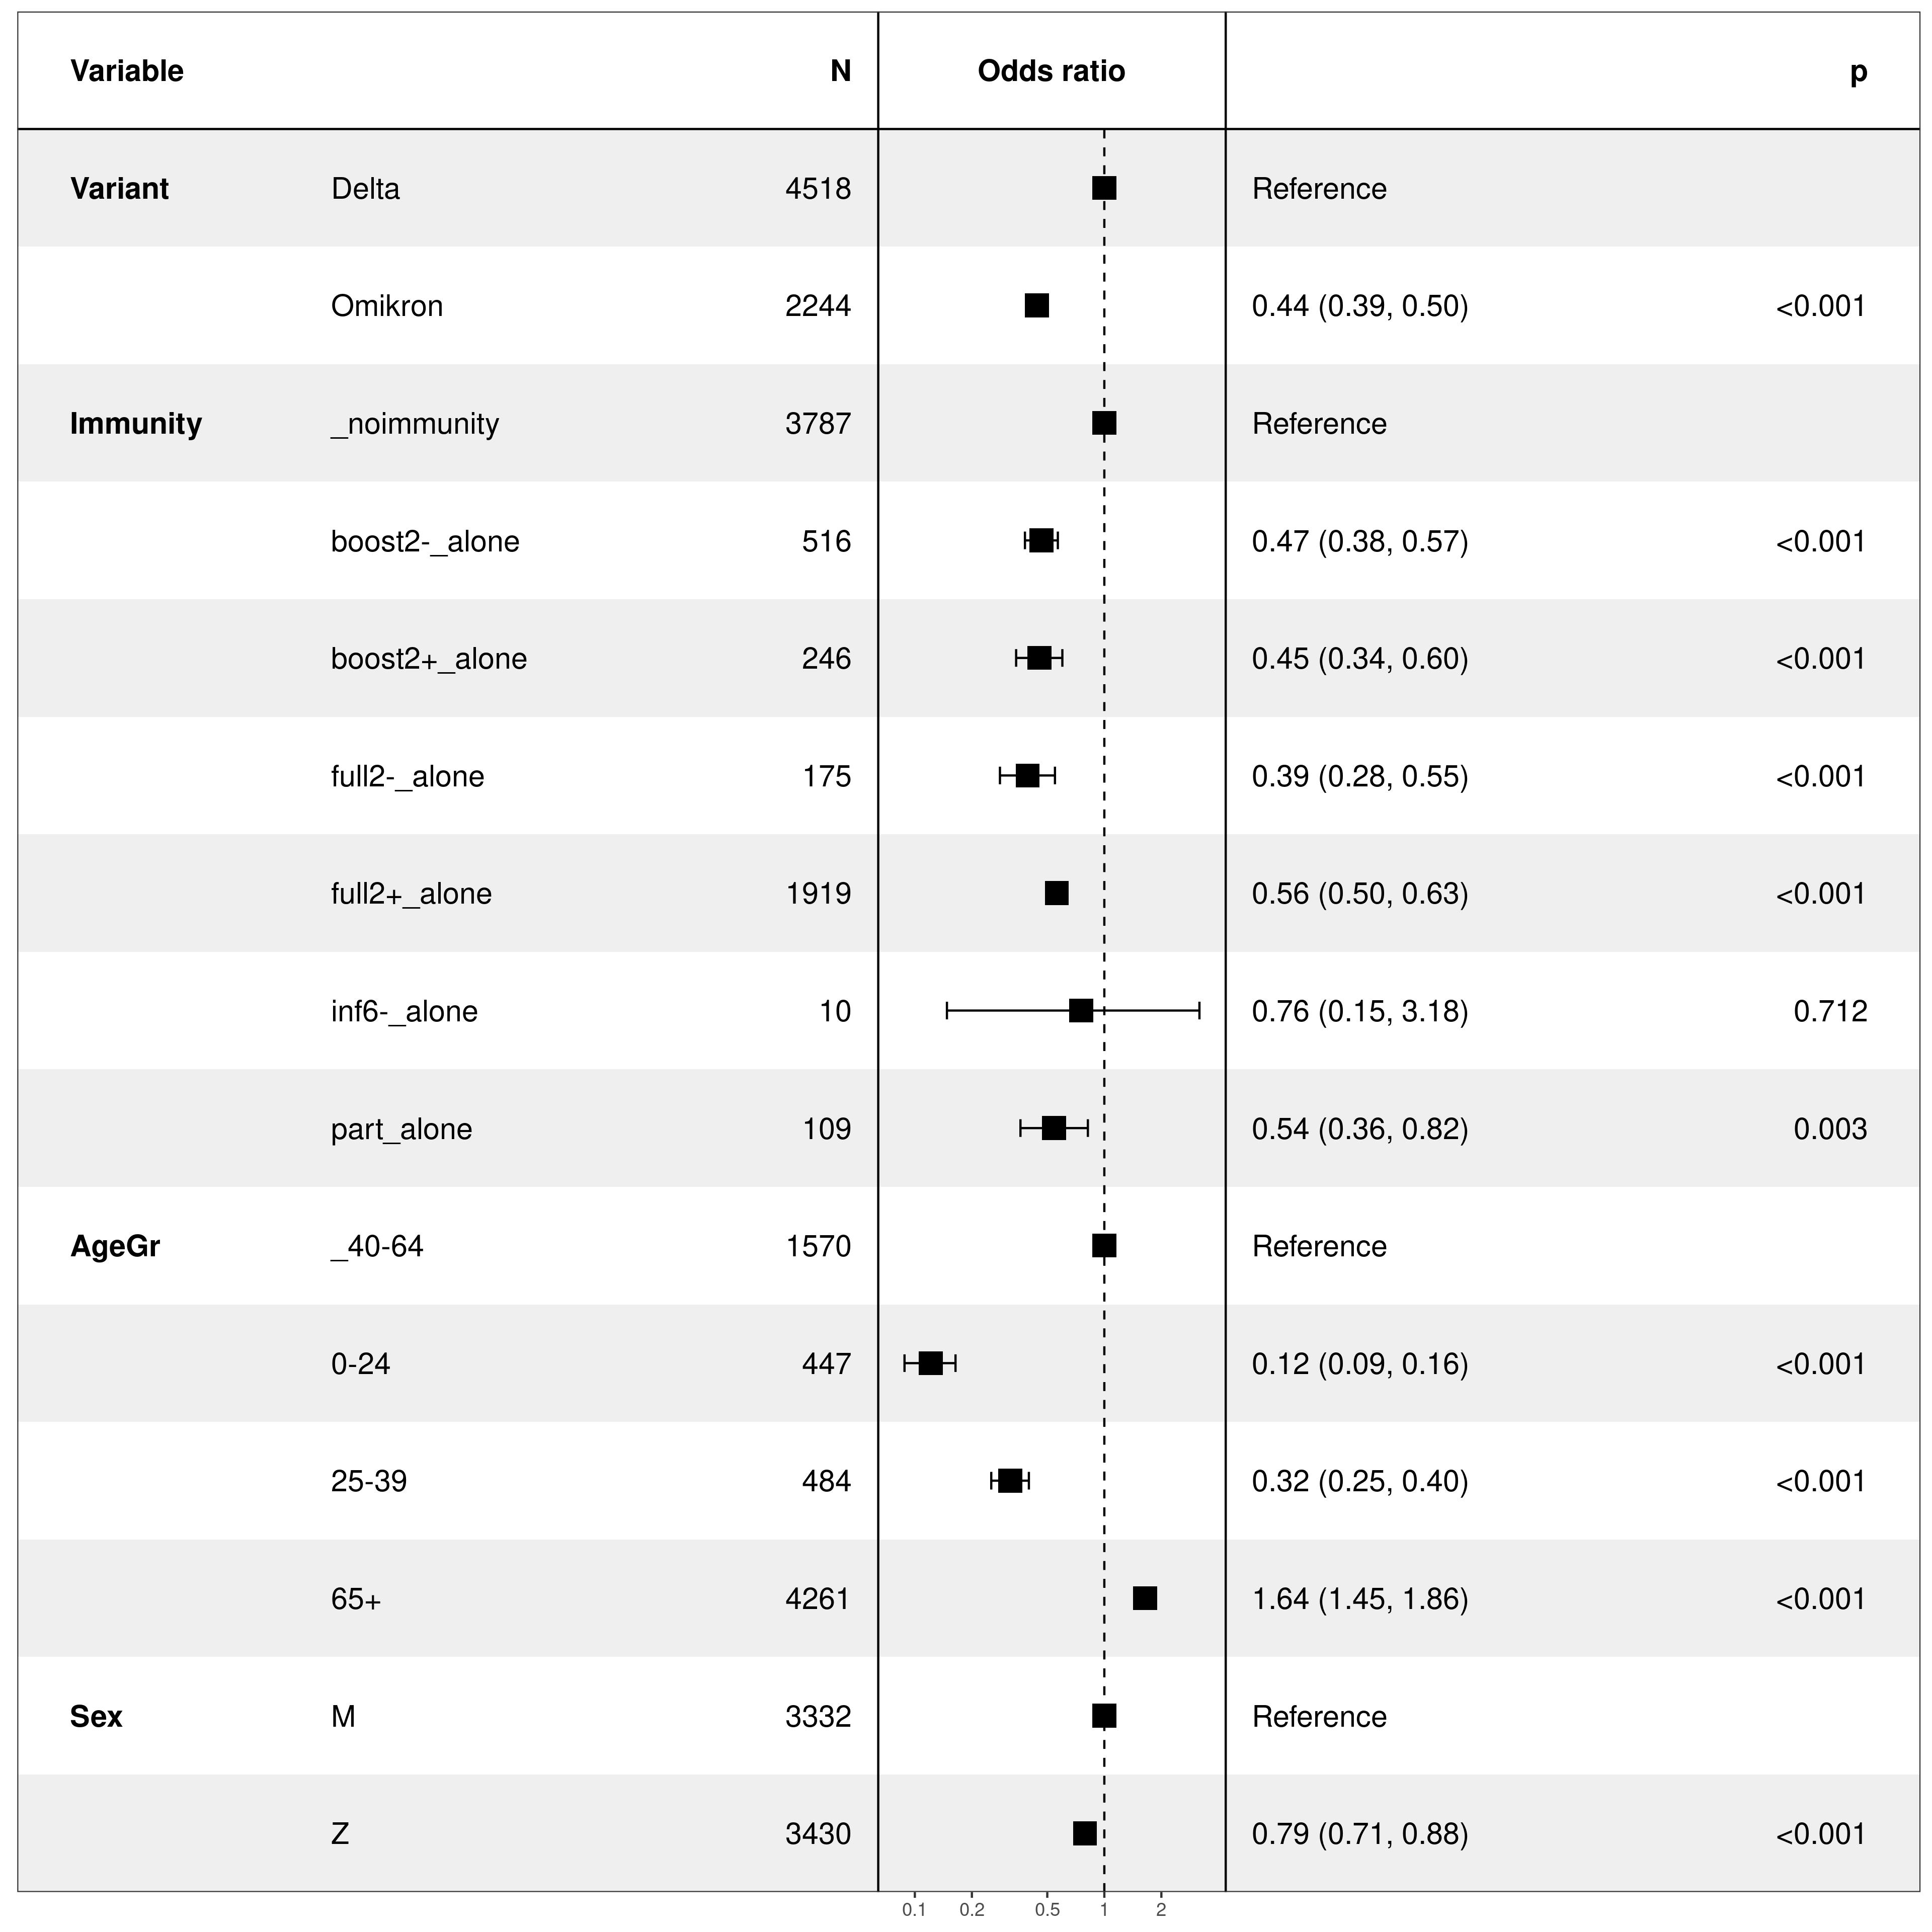 Variable N Odds ratio p
Variant Delta 4518 Reference
Omikron 2244 0.44 (0.39, 0.50) <0.001
Immunity _noimmunity 3787 Reference
boost2-_alone 516 0.47 (0.38, 0.57) <0.001
boost2+_alone 246 0.45 (0.34, 0.60) <0.001
full2-_alone 175 0.39 (0.28, 0.55) <0.001
full2+_alone 1919 0.56 (0.50, 0.63) <0.001
inf6-_alone 10 0.76 (0.15, 3.18) 0.712
part_alone 109 0.54 (0.36, 0.82) 0.003
AgeGr _40-64 1570 Reference
0-24 447 0.12 (0.09, 0.16) <0.001
25-39 484 0.32 (0.25, 0.40) <0.001
65+ 4261 1.64 (1.45, 1.86) <0.001
Sex M 3332 Reference
Z 3430 0.79 (0.71, 0.88) <0.001
0.1 0.2 0.5 1 2